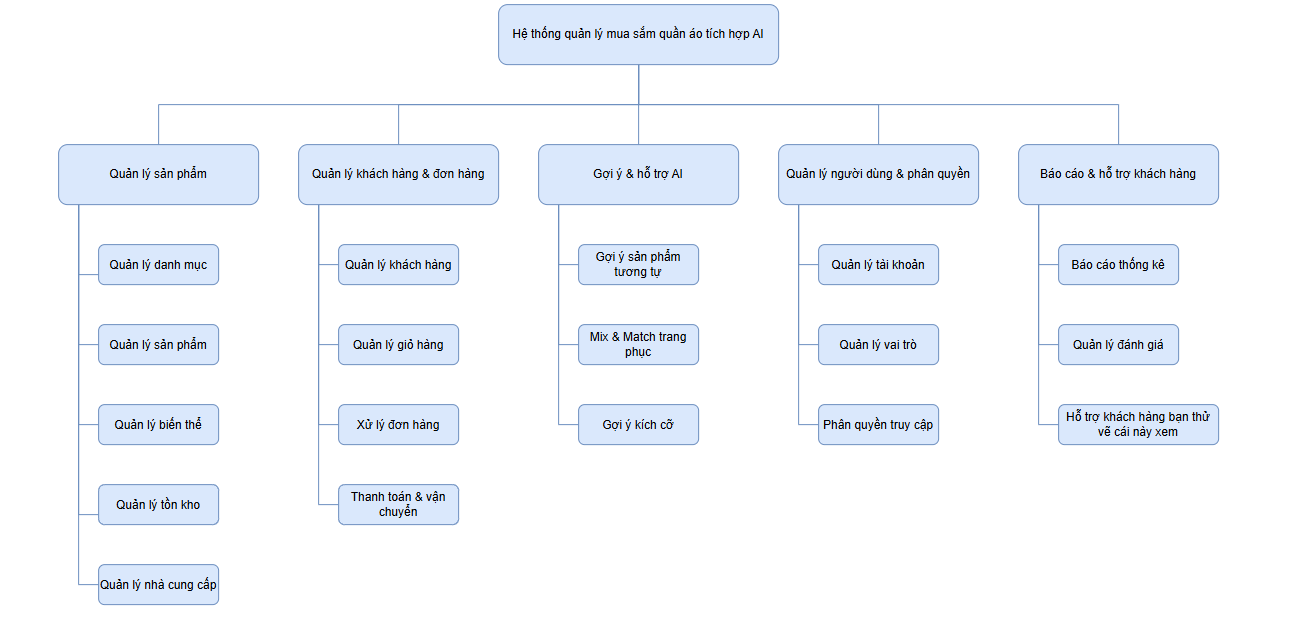 Hệ thống quản lý mua sắm quần áo tích hợp AI
Quản lý sản phẩm
Quản lý khách hàng & đơn hàng
Gợi ý & hỗ trợ AI
Quản lý người dùng & phân quyền
Báo cáo & hỗ trợ khách hàng
Quản lý danh mục
Quản lý sản phẩm
Quản lý biến thể
Quản lý tồn kho
Quản lý nhà cung cấp
Quản lý khách hàng
Quản lý giỏ hàng
Xử lý đơn hàng
Thanh toán & vận
chuyển
Gợi ý sản phẩm
tương tự
Mix & Match trang
phục
Gợi ý kích cỡ
Quản lý tài khoản
Quản lý vai trò
Phân quyền truy cập
Báo cáo thống kê
Quản lý đánh giá
Hỗ trợ khách hàng bạn thử
vẽ cái này xem